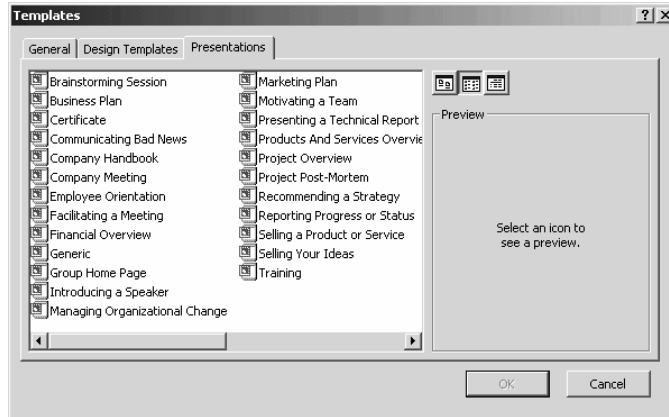 Templates
General
Design Templates
Presentations
Brainstorming Session
Business Plan
Certificate
Communicating Bad News
Company Handbook
Company Meeting
Employee Orientation
Facilitating a Meeting
Financial Overview
Generic
Group Home Page
Introducing a Speaker
Managing Organizational Change
Marketing Plan
Motivating a Team
Presenting a Technical Report
Products And Services Overvie
Project Overview
Project Post-Mortem
Recommending a Strategy
Reporting Progress or Status
Selling a Product or Service
Selling Your Ideas
Training
Preview
Select an icon to
see a preview.
OK
Cancel